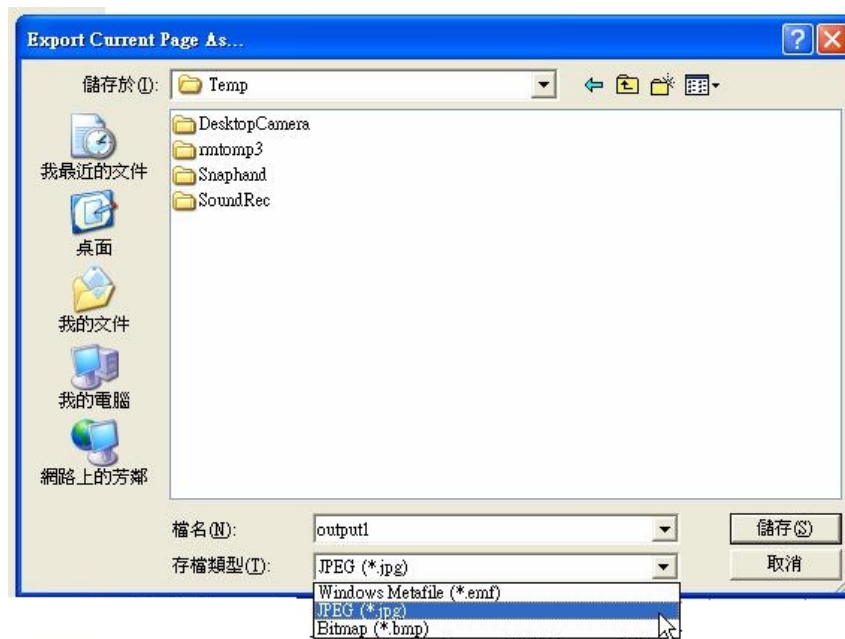 Export Current Page As...
儲存於(I):
Temp
我最近的文件
桌面
我的文件
我的電腦
網路上的芳鄰
DesktopCamera
rmtomp3
Snaphand
SoundRec
檔名(N):
output1
儲存(S)
存檔類型(T):
JPEG (*.jpg)
取消
Windows Metafile (*.emf)
JPEG (*.jpg)
Bitmap (*.bmp)